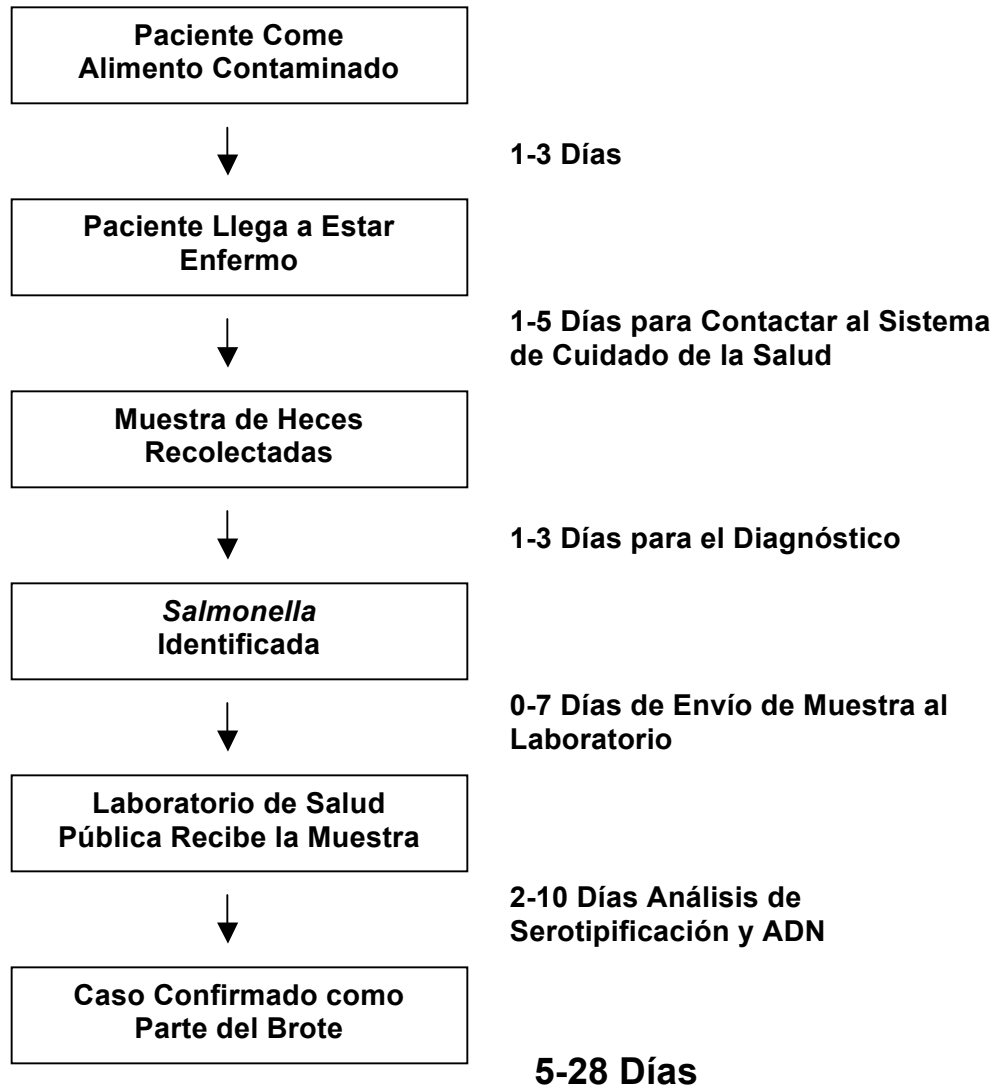 Paciente Come
Alimento Contaminado
1-3 Días
Paciente Llega a Estar
Enfermo
1-5 Días para Contactar al Sistema
de Cuidado de la Salud
Muestra de Heces
Recolectadas
1-3 Días para el Diagnóstico
Salmonella
Identificada
0-7 Días de Envío de Muestra al
Laboratorio
Laboratorio de Salud
Pública Recibe la Muestra
2-10 Días Análisis de
Serotipificación y ADN
Caso Confirmado como
Parte del Brote
5-28 Días